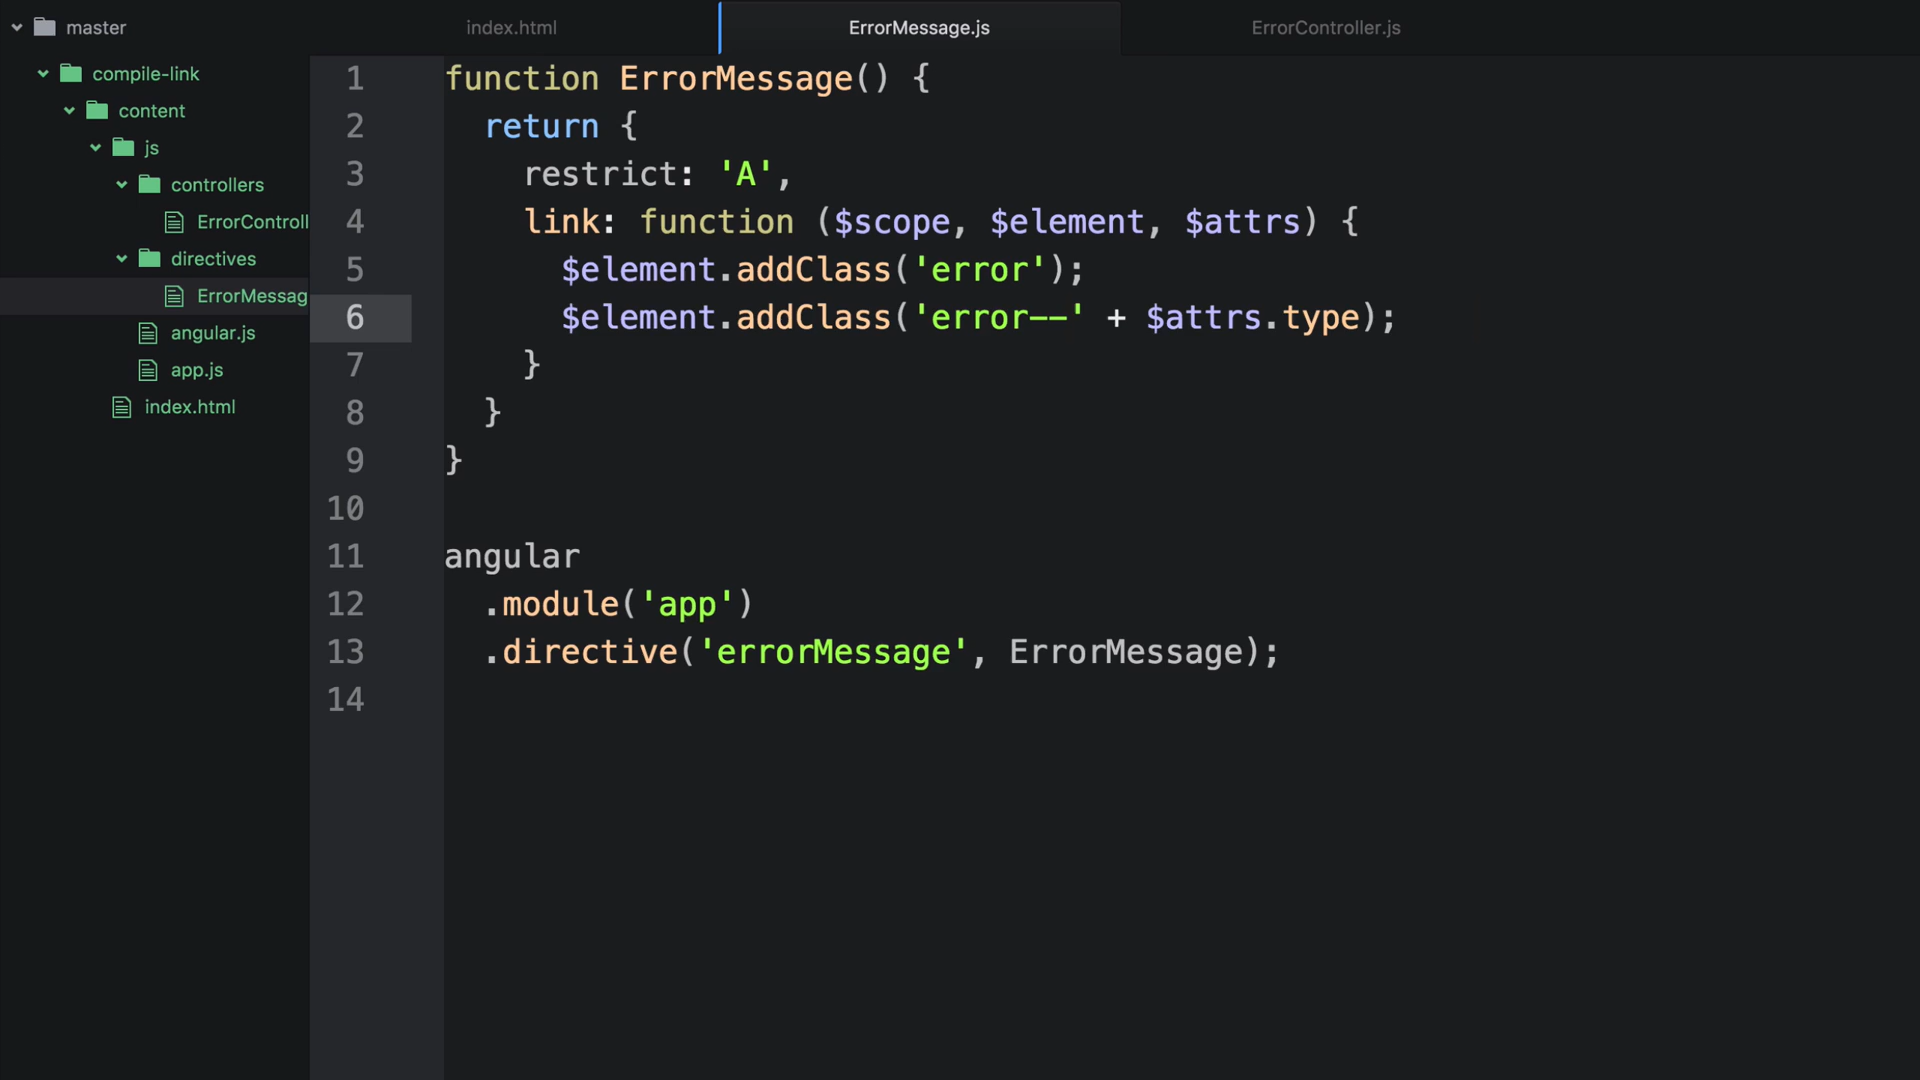 master
index.html
ErrorMessage.js
ErrorController.js
compile-link
content
js
controllers
ErrorControll
directives
ErrorMessag
angular.js
app.js
index.html
1 function ErrorMessage() {
2   return {
3     restrict: 'A',
4     link: function ($scope, $element, $attrs) {
5       $element.addClass('error');
6       $element.addClass('error--' + $attrs.type);
7     }
8   }
9 }
10
11 angular
12   .module('app')
13   .directive('errorMessage', ErrorMessage);
14